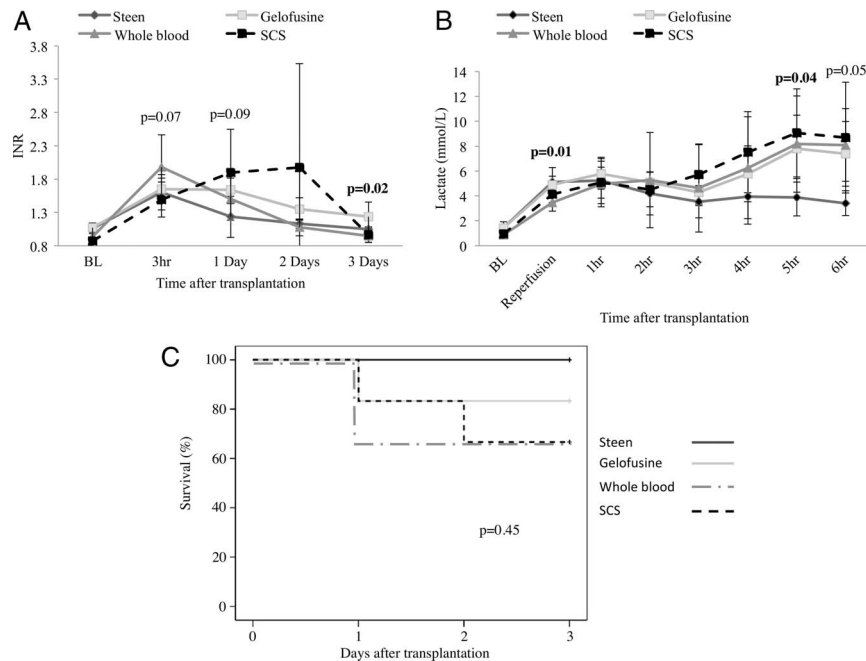 A
Steen
Gelofusine
Whole blood
SCS
3.8
3.3
2.8
2.3
1.8
1.3
0.8
INR
p=0.07
p=0.09
p=0.02
BL
3hr
1 Day
2 Days
3 Days
Time after transplantation
B
Steen
Gelofusine
Whole blood
SCS
14
12
10
8
6
4
2
0
Lactate (mmol/L)
p=0.01
p=0.04
p=0.05
BL
Reperfusion
1hr
2hr
3hr
4hr
5hr
6hr
Time after transplantation
C
100
80
60
40
20
0
Survival (%)
p=0.45
0
1
2
3
Days after transplantation
Steen
Gelofusine
Whole blood
SCS